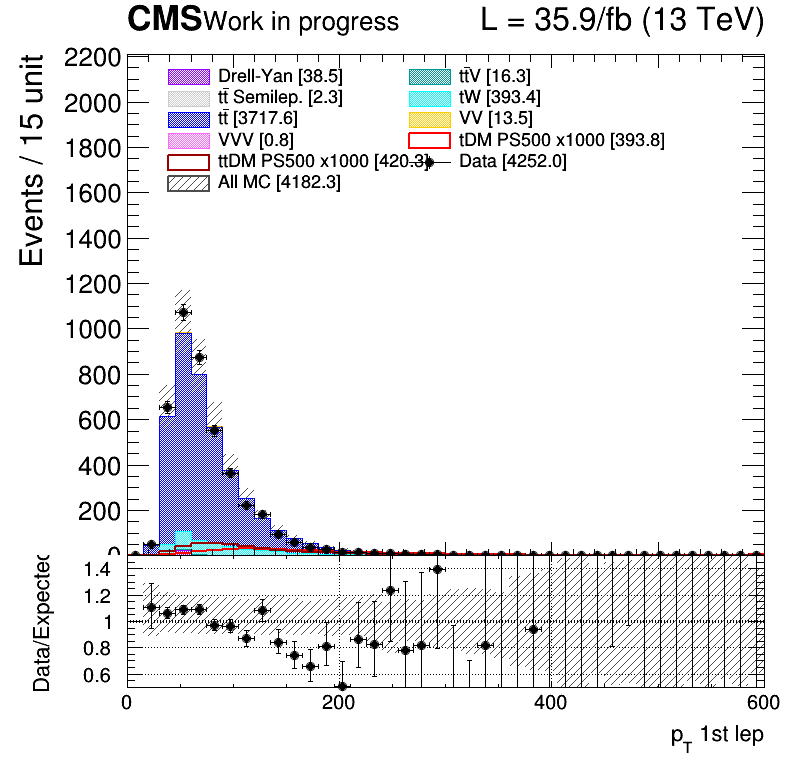 CMS Work in progress L = 35.9/fb (13 TeV)
Events / 15 unit
2200
2000
1800
1600
1400
1200
1000
800
600
400
200
0
Drell-Yan [38.5]
tt̄ Semilep. [2.3]
tt̄ [3717.6]
VVV [0.8]
ttDM PS500 x1000 [420.3]
All MC [4182.3]
tt̄V [16.3]
tW [393.4]
VV [13.5]
tDM PS500 x1000 [393.8]
Data [4252.0]
Data/Expected
1.4
1.2
1
0.8
0.6
0 200 400 600
p_T 1st lep